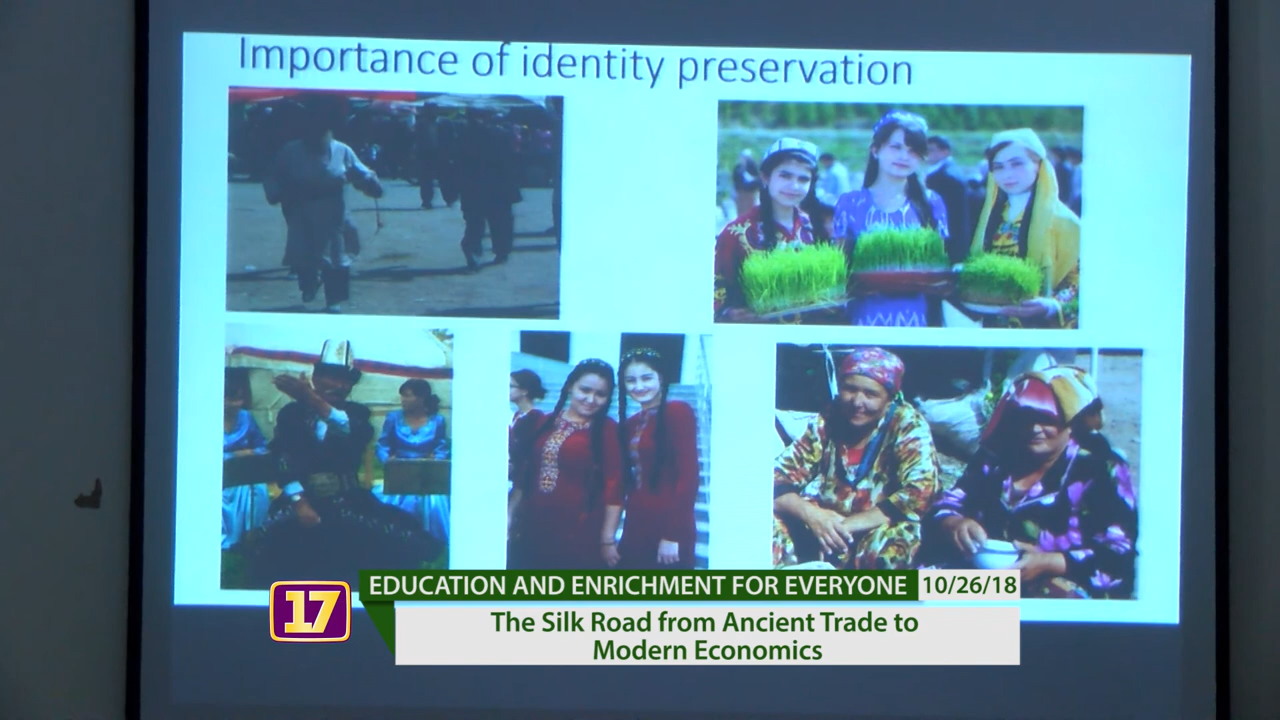 Importance of identity preservation
17
EDUCATION AND ENRICHMENT FOR EVERYONE
10/26/18
The Silk Road from Ancient Trade to
Modern Economics